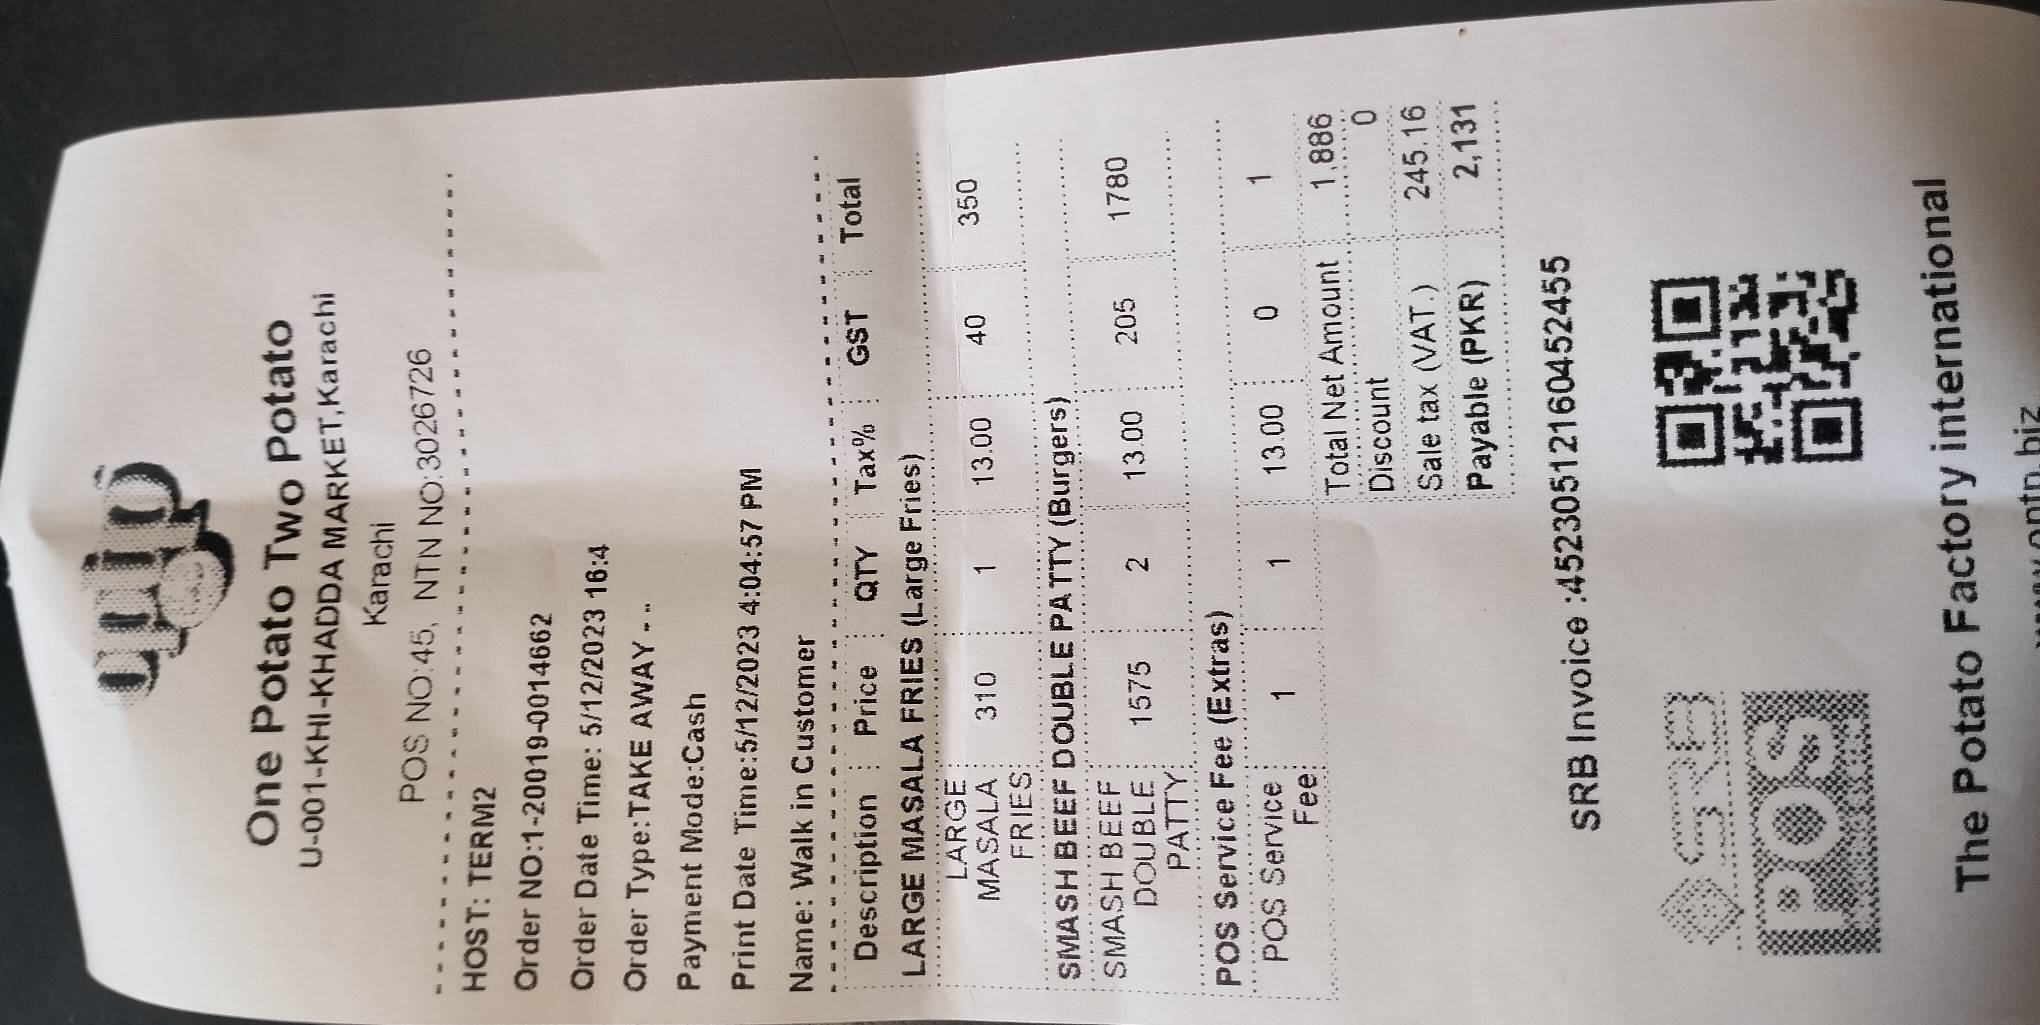 opttp
One Potato Two Potato
U-001-KHI-KHADDA MARKET,Karachi
Karachi
POS NO:45, NTN NO:3026726
HOST: TERM2
Order NO:1-20019-0014662
Order Date Time: 5/12/2023 16:4
Order Type:TAKE AWAY - ..
Payment Mode:Cash
Print Date Time:5/12/2023 4:04:57 PM
Name: Walk in Customer
Description Price QTY Tax% GST Total
LARGE MASALA FRIES (Large Fries)
LARGE
MASALA 310 1 13.00 40 350
FRIES
SMASH BEEF DOUBLE PATTY (Burgers)
SMASH BEEF
DOUBLE 1575 2 13.00 205 1780
PATTY
POS Service Fee (Extras)
POS Service 1 1 13.00 0 1
Fee
Total Net Amount 1,886
Discount 0
Sale tax (VAT.) 245.16
Payable (PKR) 2,131
SRB Invoice :45230512160452455
SRB
POS
The Potato Factory international
www.optp.biz